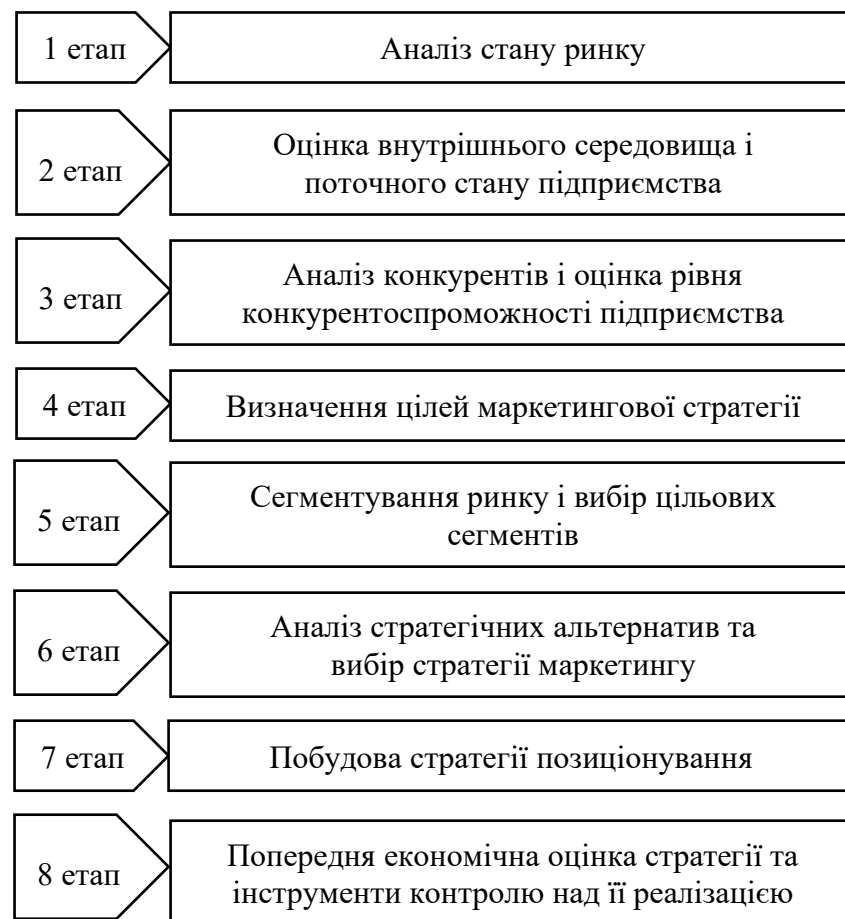 1 етап
Аналіз стану ринку
2 етап
Оцінка внутрішнього середовища і
поточного стану підприємства
3 етап
Аналіз конкурентів і оцінка рівня
конкурентоспроможності підприємства
4 етап
Визначення цілей маркетингової стратегії
5 етап
Сегментування ринку і вибір цільових
сегментів
6 етап
Аналіз стратегічних альтернатив та
вибір стратегії маркетингу
7 етап
Побудова стратегії позиціонування
8 етап
Попередня економічна оцінка стратегії та
інструменти контролю над її реалізацією